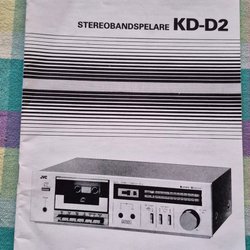 STEREOBANDSPELARE KD-D2
JVC